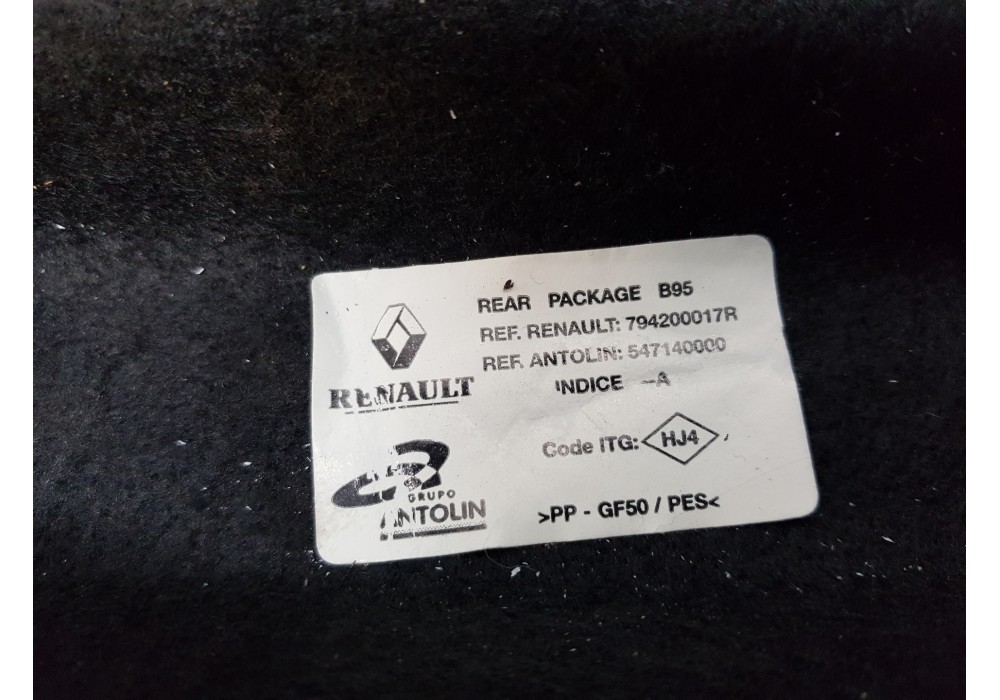 REAR PACKAGE B95
REF. RENAULT: 794200017R
REF. ANTOLIN: 547140000
INDICE -A
RENAULT
Code ITG: HJ4
GRUPO
ANTOLIN
>PP - GF50 / PES<